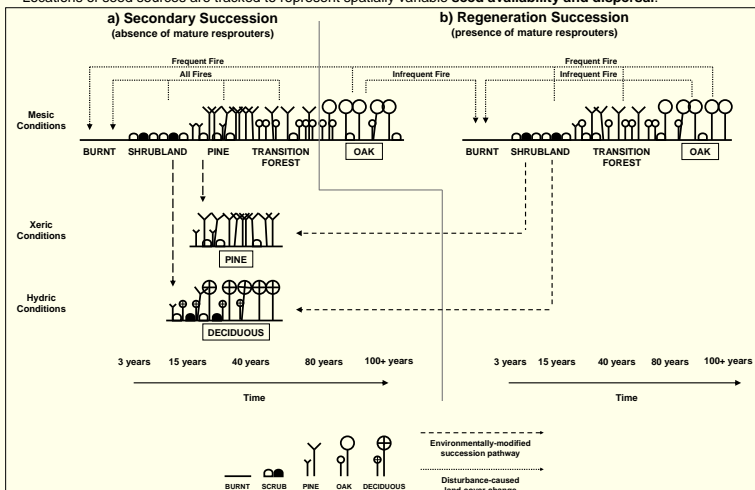 Locations of seed sources are tracked to represent spatially variable seed availability and dispersal.
a) Secondary Succession
(absence of mature resprouters)
b) Regeneration Succession
(presence of mature resprouters)
Frequent Fire
All Fires
Infrequent Fire
Frequent Fire
Infrequent Fire
Mesic
Conditions
BURNT SHRUBLAND PINE TRANSITION
FOREST
OAK
BURNT SHRUBLAND TRANSITION
FOREST
OAK
Xeric
Conditions
PINE
Hydric
Conditions
DECIDUOUS
3 years 15 years 40 years 80 years 100+ years
Time
3 years 15 years 40 years 80 years 100+ years
Time
BURNT SCRUB PINE OAK DECIDUOUS
Environmentally-modified
succession pathway
Disturbance-caused
land-cover change